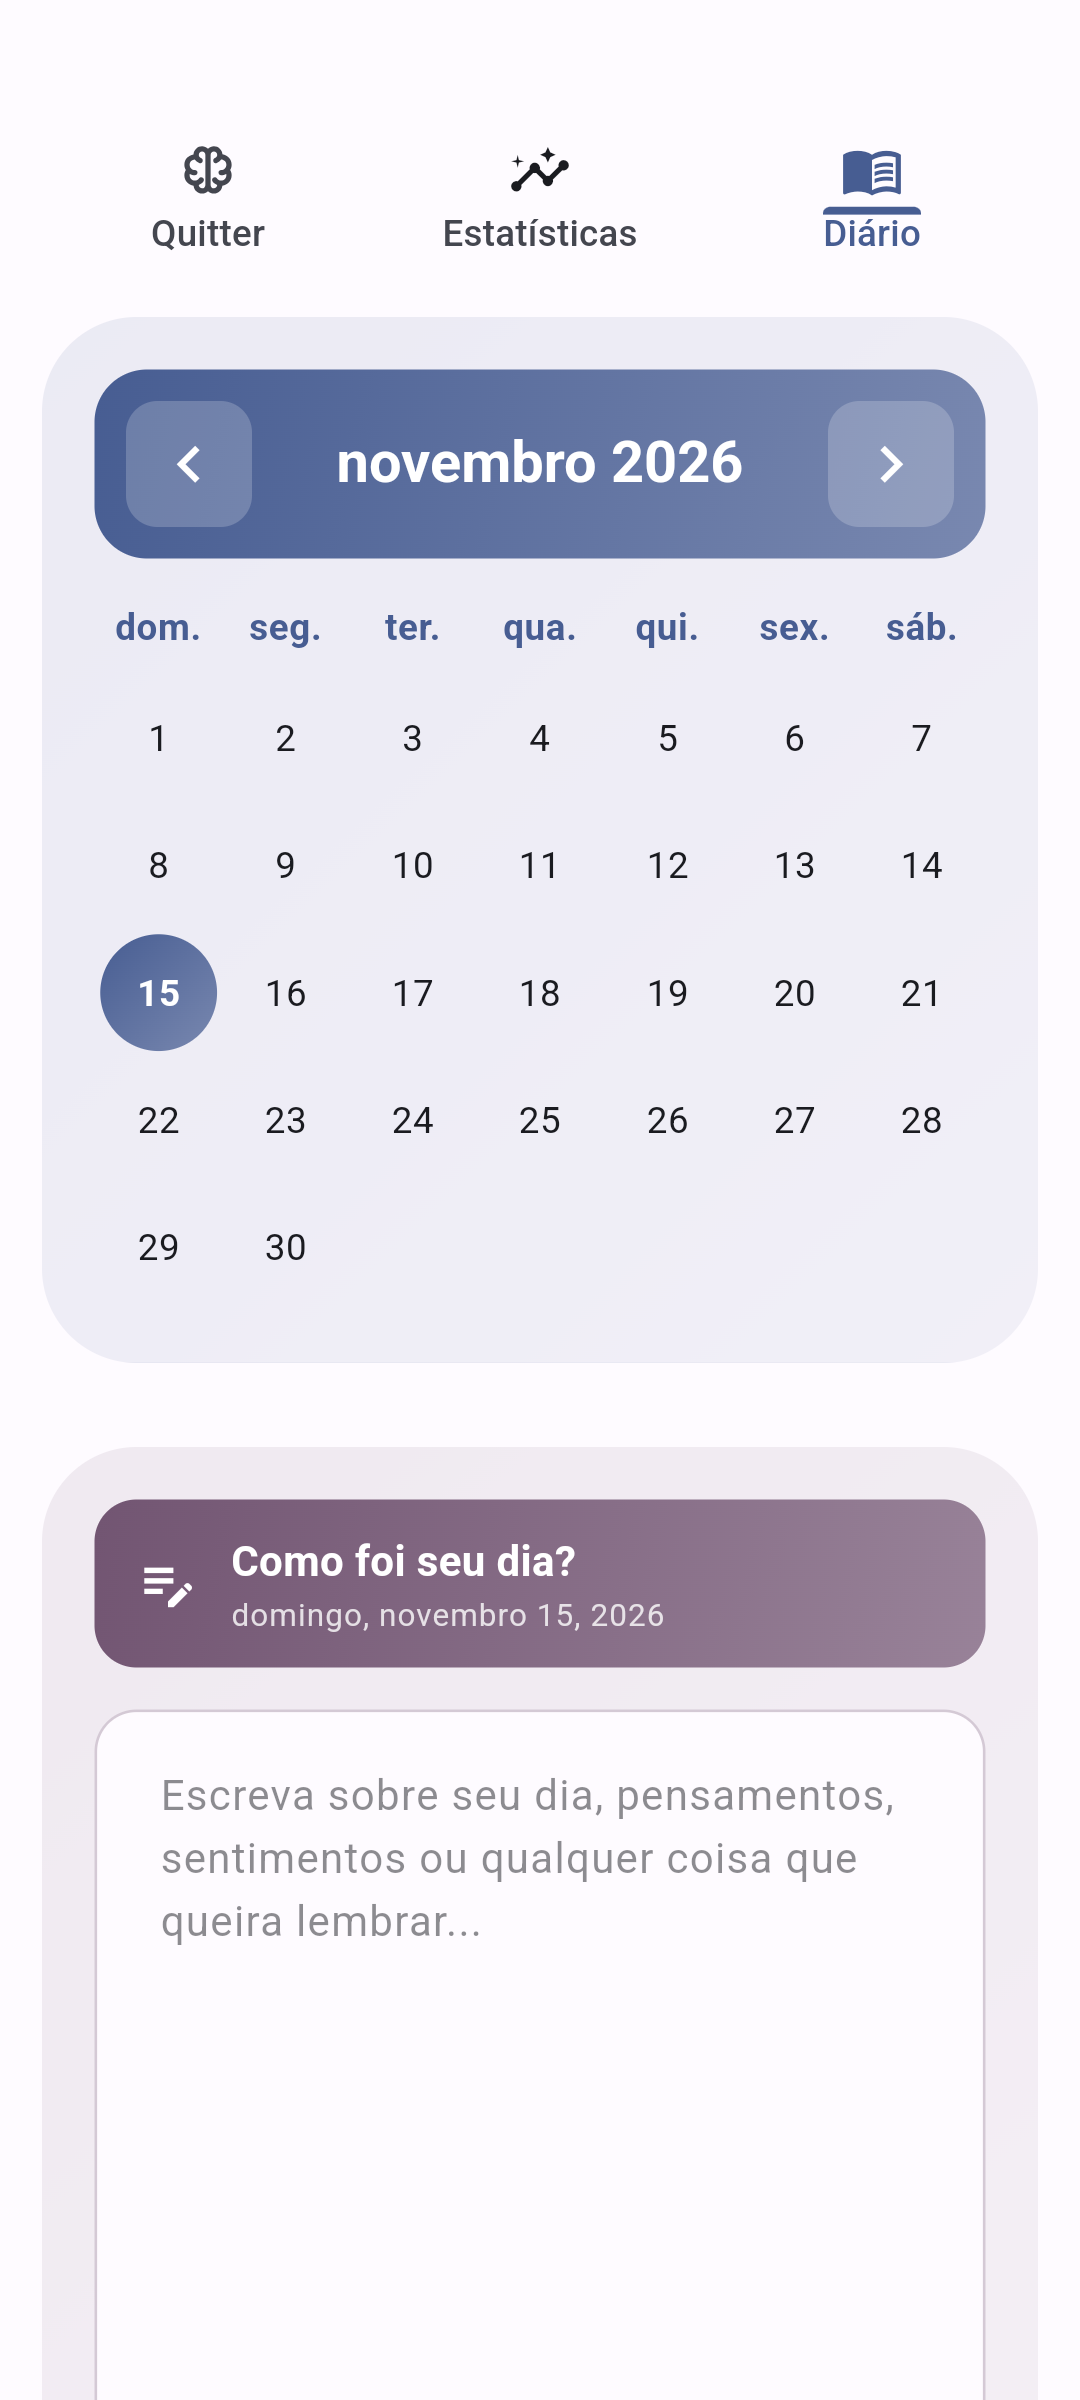 Quitter Estatísticas Diário
novembro 2026
dom. seg. ter. qua. qui. sex. sáb.
1 2 3 4 5 6 7
8 9 10 11 12 13 14
15 16 17 18 19 20 21
22 23 24 25 26 27 28
29 30
Como foi seu dia?
domingo, novembro 15, 2026
Escreva sobre seu dia, pensamentos,
sentimentos ou qualquer coisa que
queira lembrar...